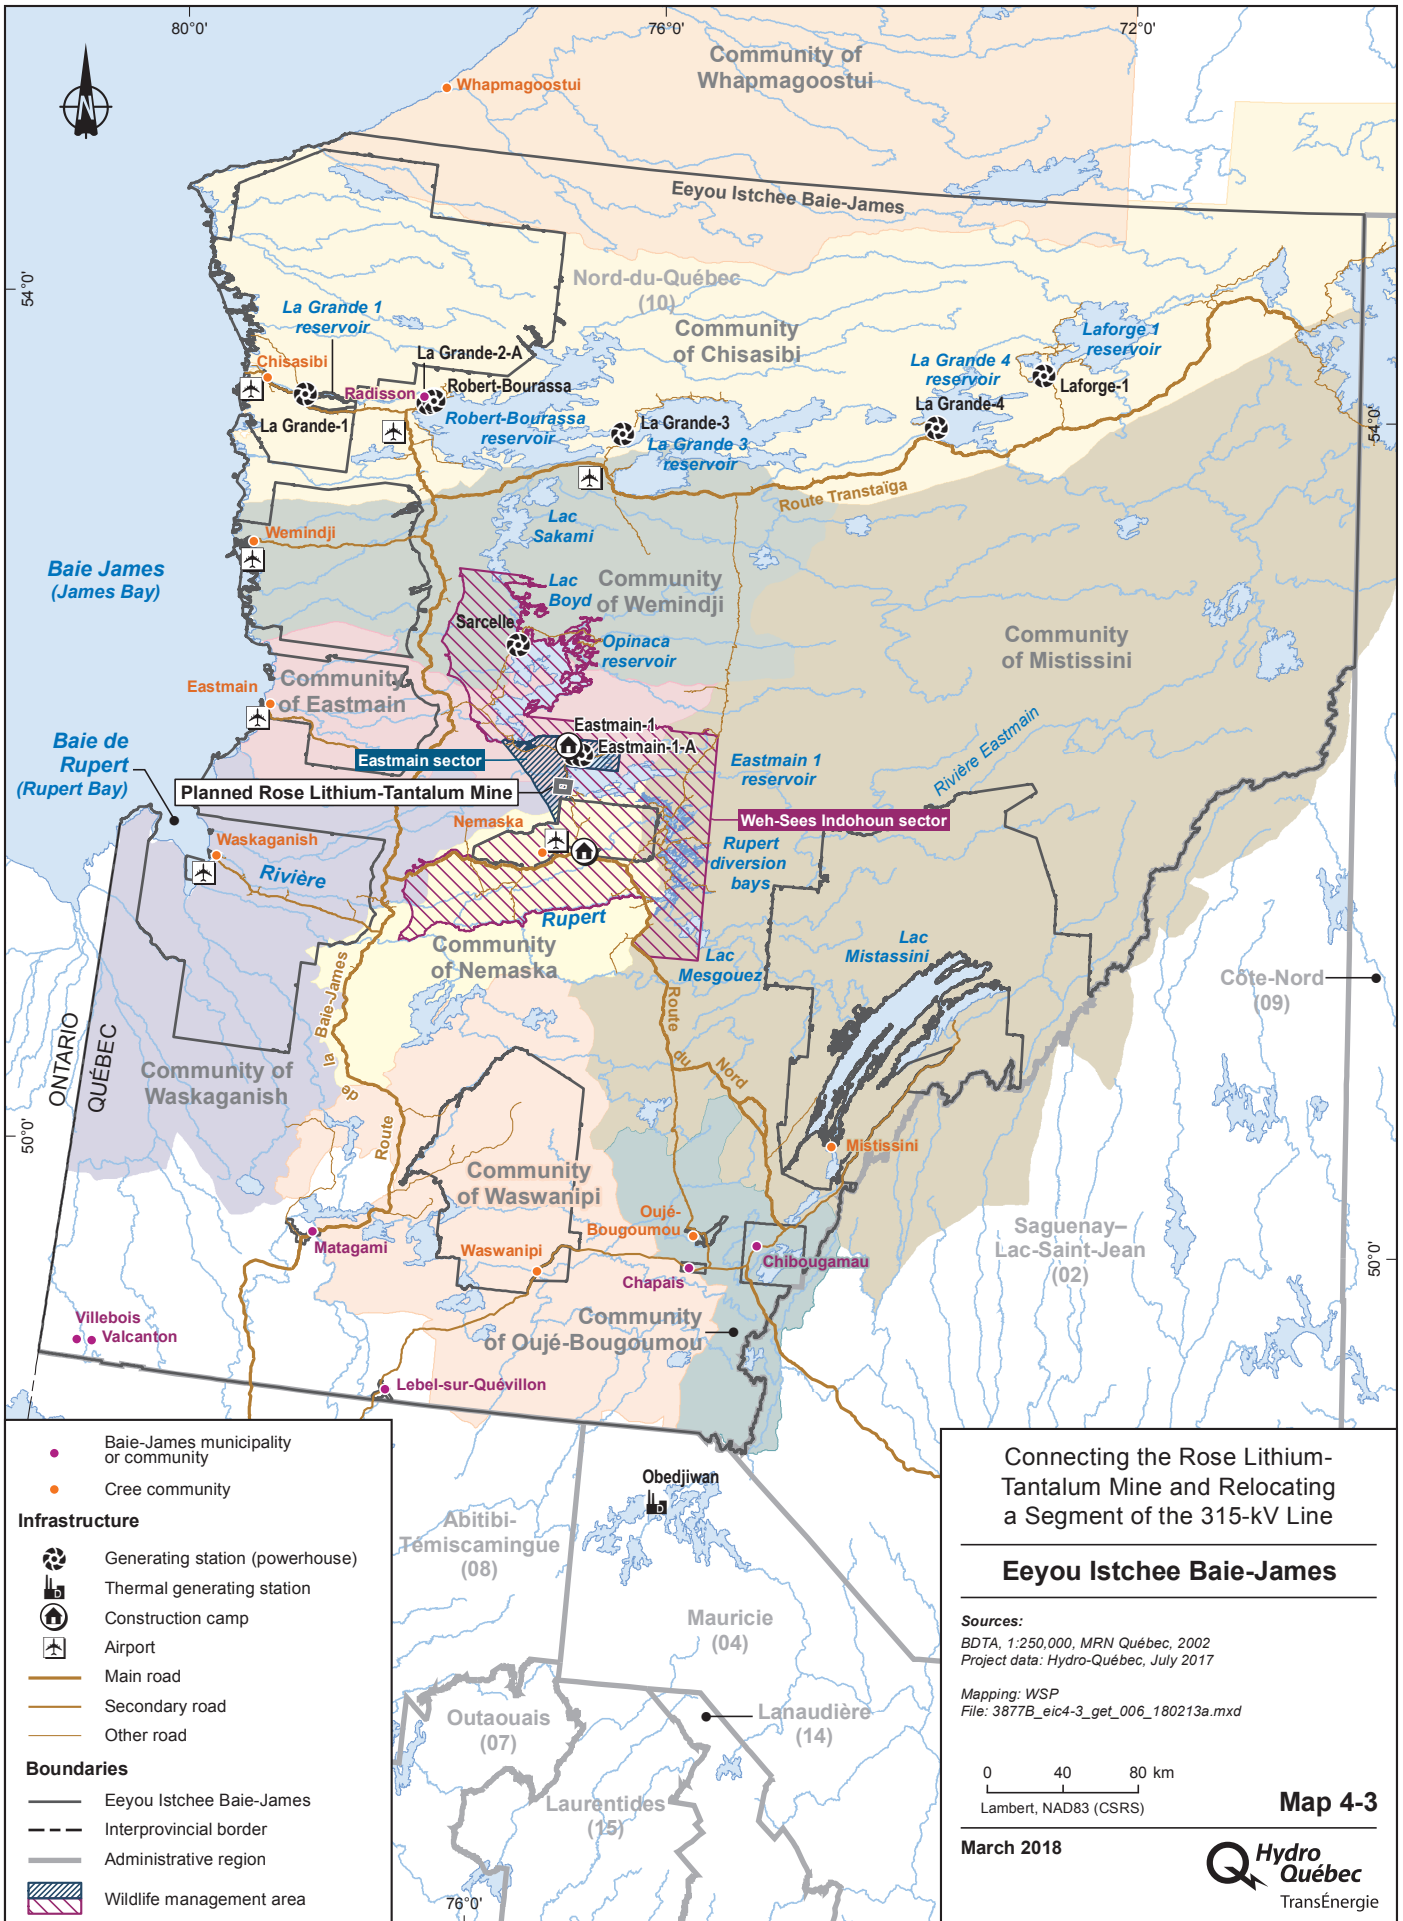 80°0'
76°0'
72°0'
Community of
Whapmagoostui
Whapmagoostui
N
Eeyou Istchee Baie-James
54°0'
Nord-du-Québec
(10)
La Grande 1
reservoir
Community
of Chisasibi
Laforge 1
reservoir
La Grande-2-A
Chisasibi
La Grande 4
reservoir
Radisson
Robert-Bourassa
Laforge-1
La Grande-4
La Grande-1
Robert-Bourassa
reservoir
La Grande-3
La Grande 3
reservoir
54°0'
Route Transtaïga
Lac
Sakami
Wemindji
Baie James
(James Bay)
Lac
Boyd
Community
of Wemindji
Sarcelle
Opinaca
reservoir
Community
of Mistissini
Eastmain
Community
of Eastmain
Eastmain-1
Eastmain-1-A
Rivière Eastmain
Baie de
Rupert
(Rupert Bay)
Eastmain sector
Eastmain 1
reservoir
Planned Rose Lithium-Tantalum Mine
Weh-Sees Indohoun sector
Nemaska
Waskaganish
Rupert
diversion
bays
Rivière
Rupert
Community
of Nemaska
Lac
Mesgouez
Lac
Mistassini
Côte-Nord
(09)
ONTARIO
QUÉBEC
Route
de
la
Baie-James
Route
du
Nord
Community of
Waskaganish
50°0'
Mistissini
Community
of Waswanipi
Oujé-
Bougoumou
Matagami
Waswanipi
Chibougamau
Chapais
Saguenay–
Lac-Saint-Jean
(02)
50°0'
Villebois
Valcanton
Community
of Oujé-Bougoumou
Lebel-sur-Quévillon
Obedjiwan
D
Abitibi-
Témiscamingue
(08)
Mauricie
(04)
Outaouais
(07)
Lanaudière
(14)
Laurentides
(15)
76°0'
Baie-James municipality
or community
Cree community
Infrastructure
Generating station (powerhouse)
D
Thermal generating station
Construction camp
Airport
Main road
Secondary road
Other road
Boundaries
Eeyou Istchee Baie-James
Interprovincial border
Administrative region
Wildlife management area
Connecting the Rose Lithium-
Tantalum Mine and Relocating
a Segment of the 315-kV Line
Eeyou Istchee Baie-James
Sources:
BDTA, 1:250,000, MRN Québec, 2002
Project data: Hydro-Québec, July 2017
Mapping: WSP
File: 3877B_eic4-3_get_006_180213a.mxd
0 40 80 km
Lambert, NAD83 (CSRS)
Map 4-3
March 2018
Hydro
Québec
TransÉnergie